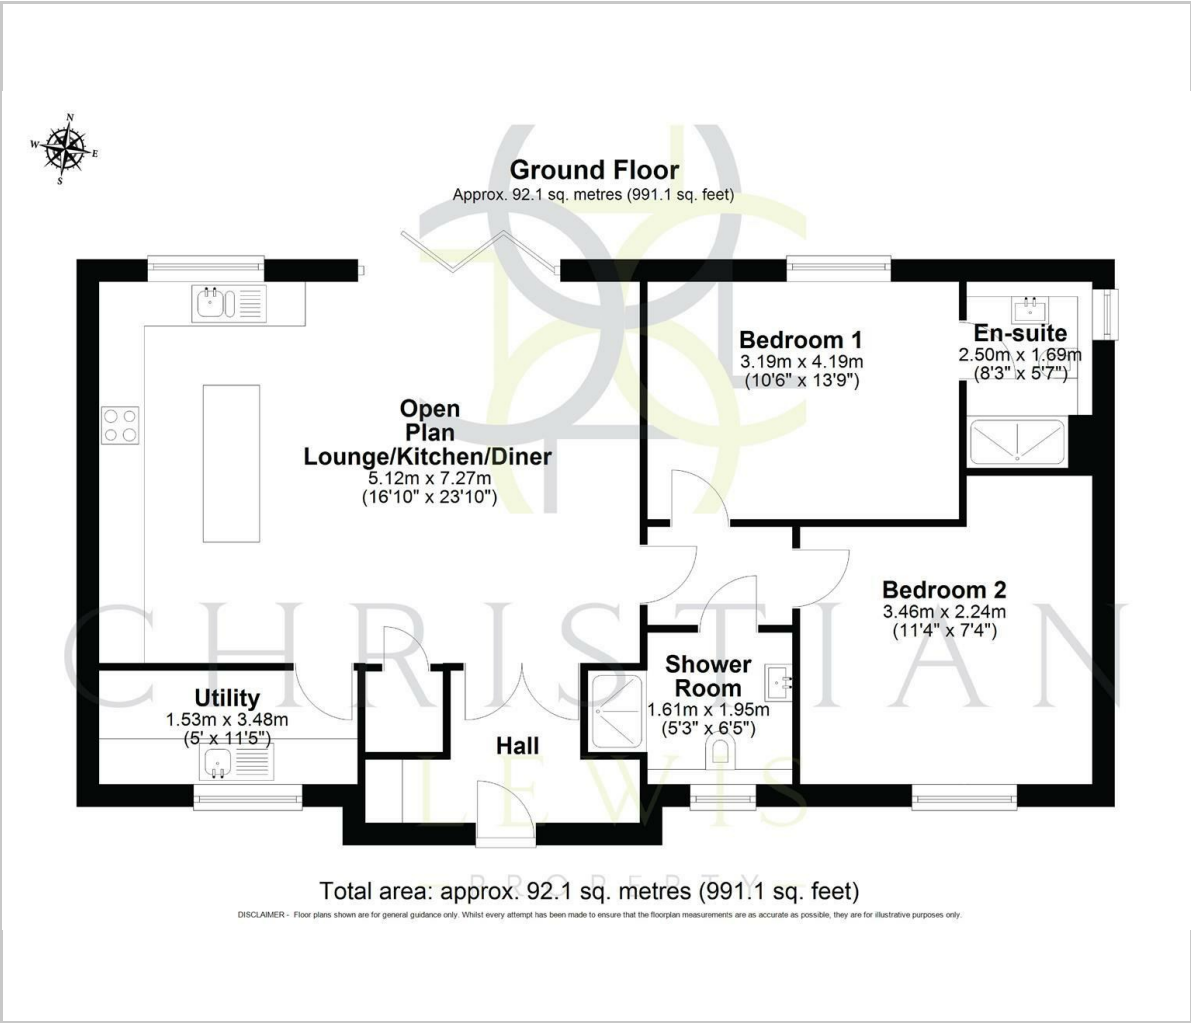 N
W
E
S
Ground Floor
Approx. 92.1 sq. metres (991.1 sq. feet)
Bedroom 1
3.19m x 4.19m
(10'6" x 13'9")
En-suite
2.50m x 1.69m
(8'3" x 5'7")
Open
Plan
Lounge/Kitchen/Diner
5.12m x 7.27m
(16'10" x 23'10")
Bedroom 2
3.46m x 2.24m
(11'4" x 7'4")
CHRISTIAN
Shower
Room
1.61m x 1.95m
(5'3" x 6'5")
Utility
1.53m x 3.48m
(5' x 11'5")
Hall
LEWIS
PROPERTY
Total area: approx. 92.1 sq. metres (991.1 sq. feet)
DISCLAIMER - Floor plans shown are for general guidance only. Whilst every attempt has been made to ensure that the floorplan measurements are as accurate as possible, they are for illustrative purposes only.